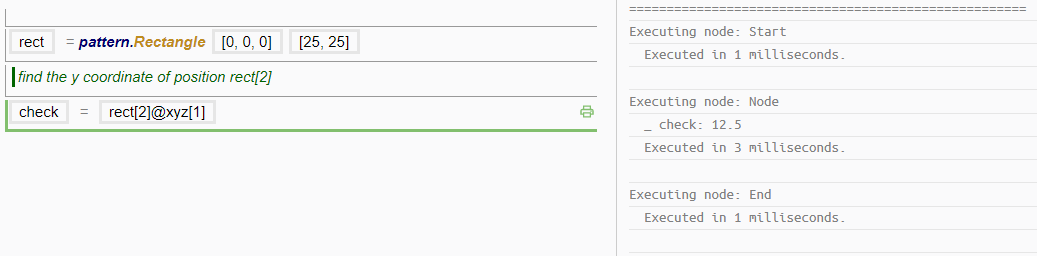 =====================================================
rect = pattern.Rectangle [0, 0, 0] [25, 25]
find the y coordinate of position rect[2]
check = rect[2]@xyz[1]
Executing node: Start
Executed in 1 milliseconds.
Executing node: Node
_ check: 12.5
Executed in 3 milliseconds.
Executing node: End
Executed in 1 milliseconds.